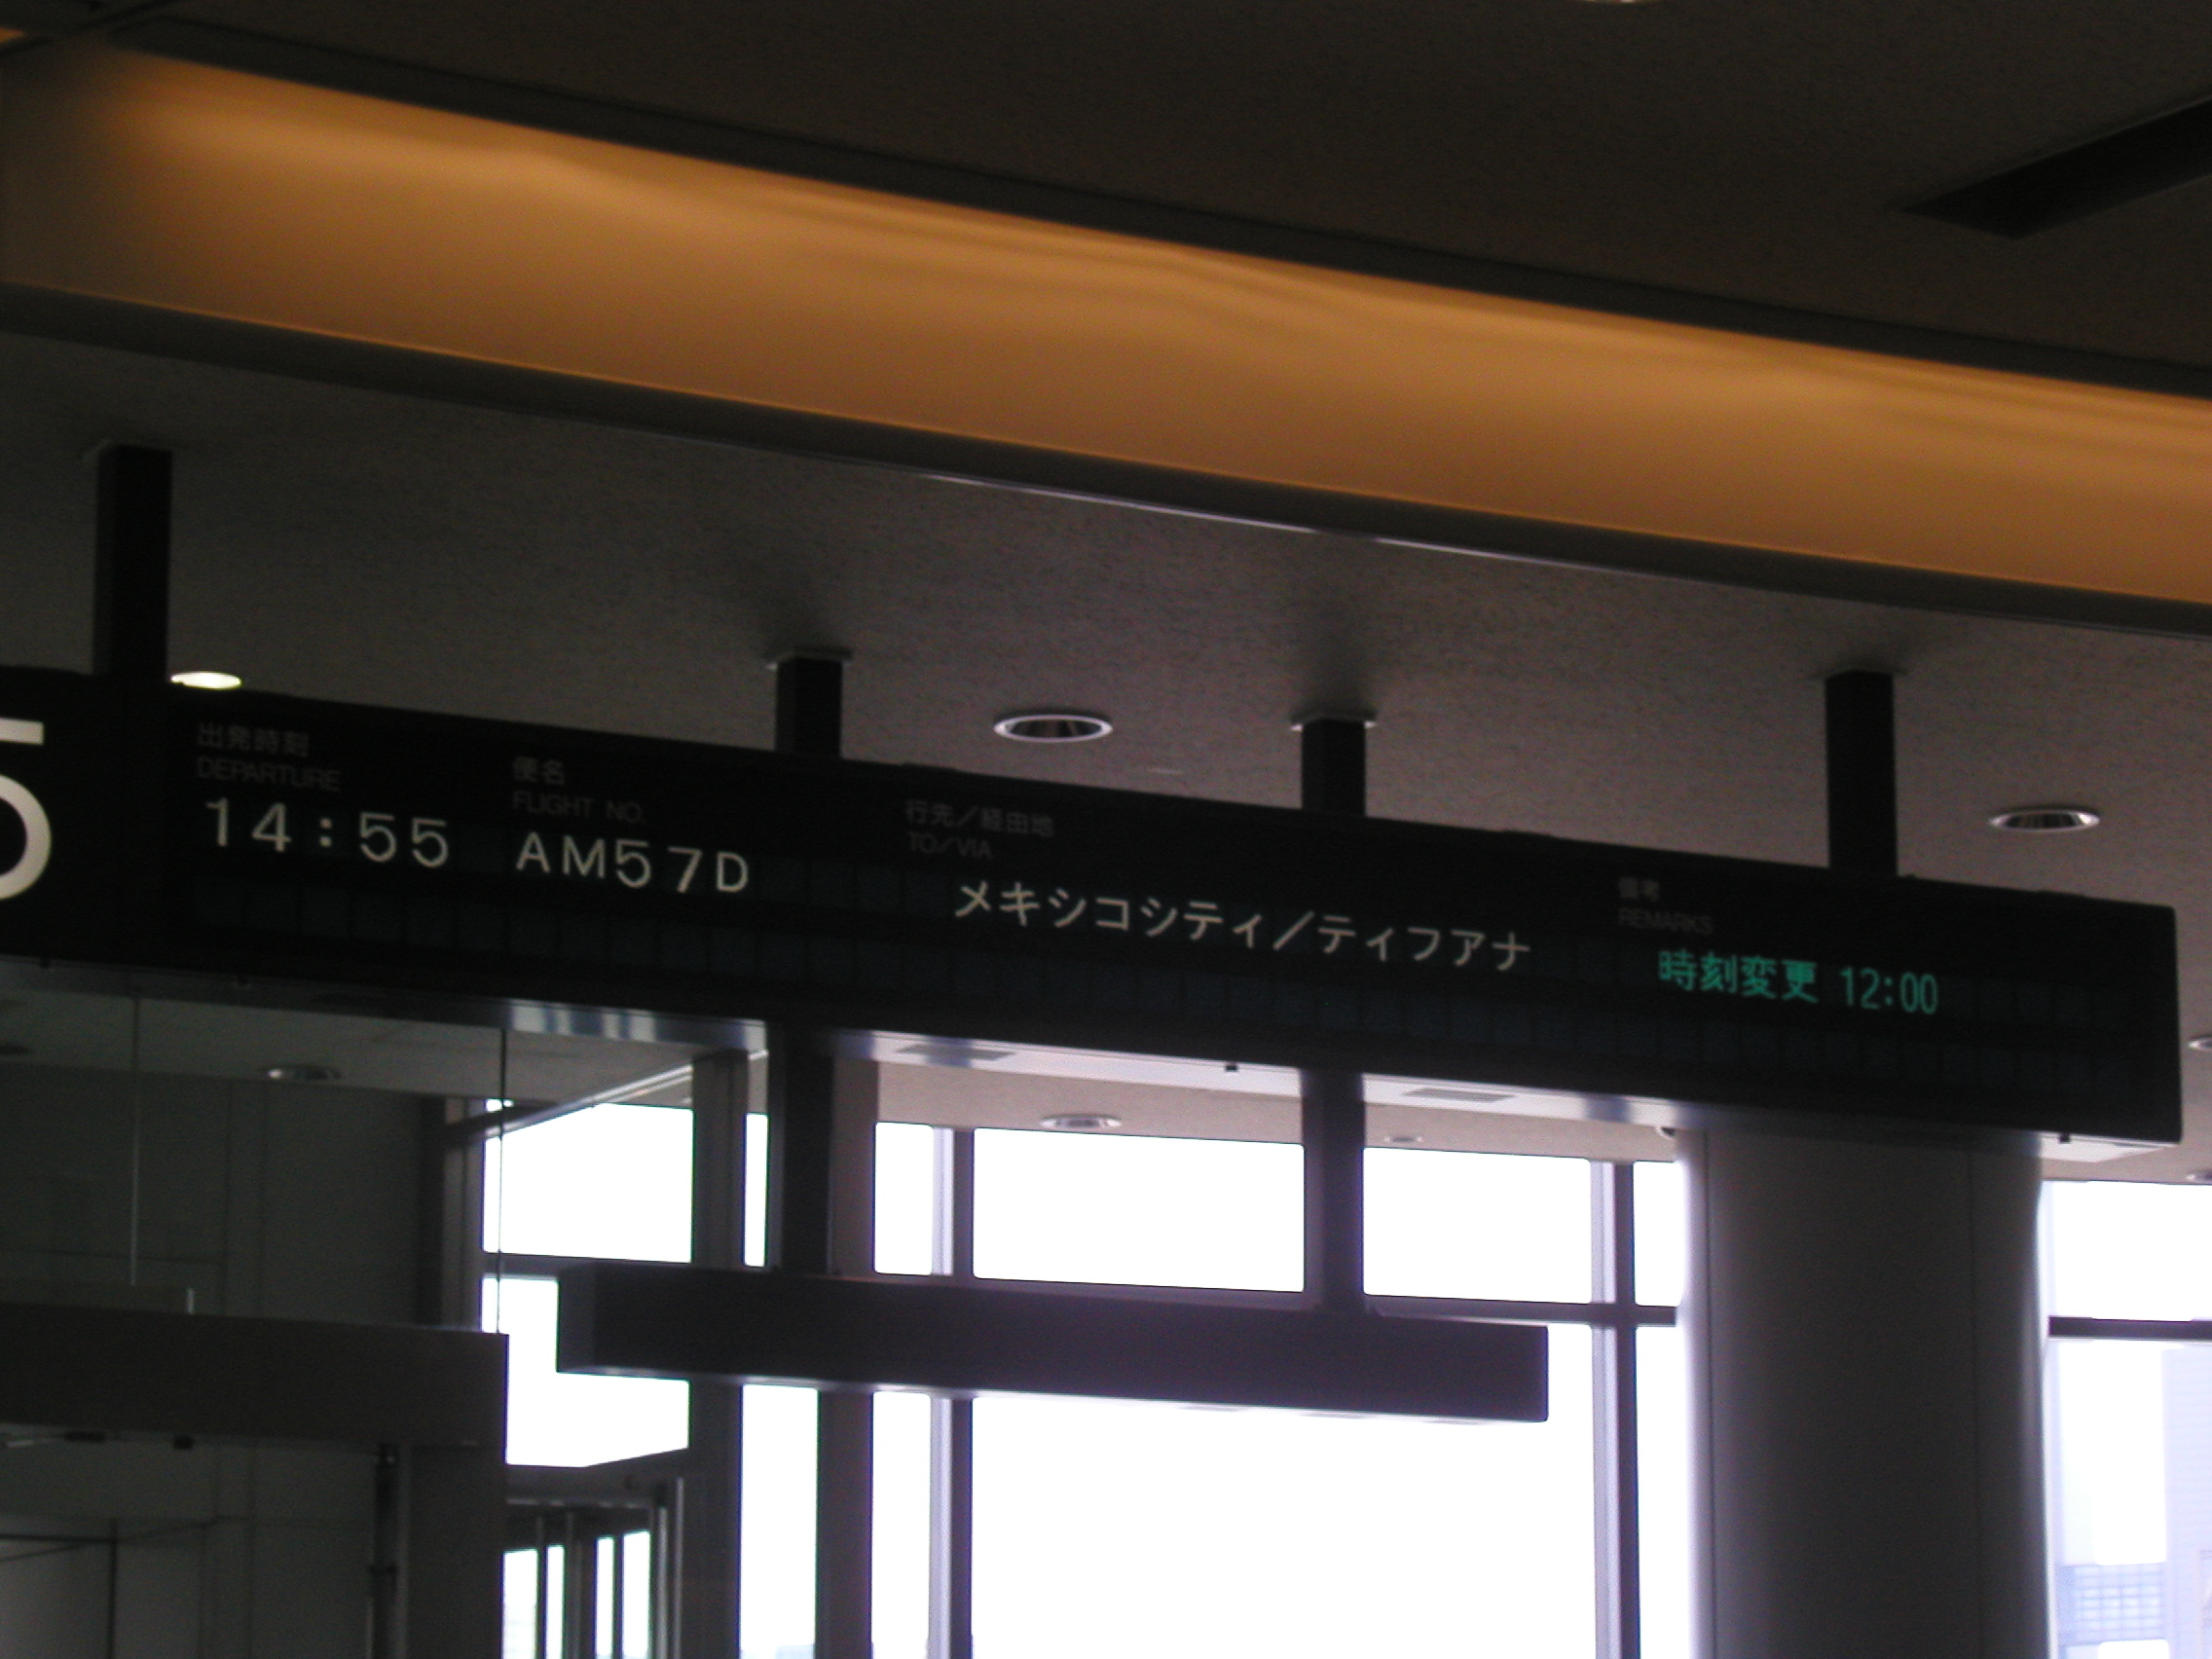 5
出発時刻 便名 行先／経由地 備考
DEPARTURE FLIGHT NO. TO/VIA REMARKS
14:55 AM57D メキシコシティ／ティファナ 時刻変更 12:00